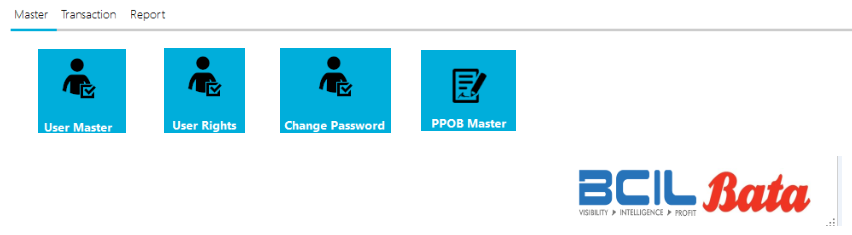 Master Transaction Report
User Master User Rights Change Password PPOB Master
BCIL Bata
VISIBILITY INTELLIGENCE PROFIT